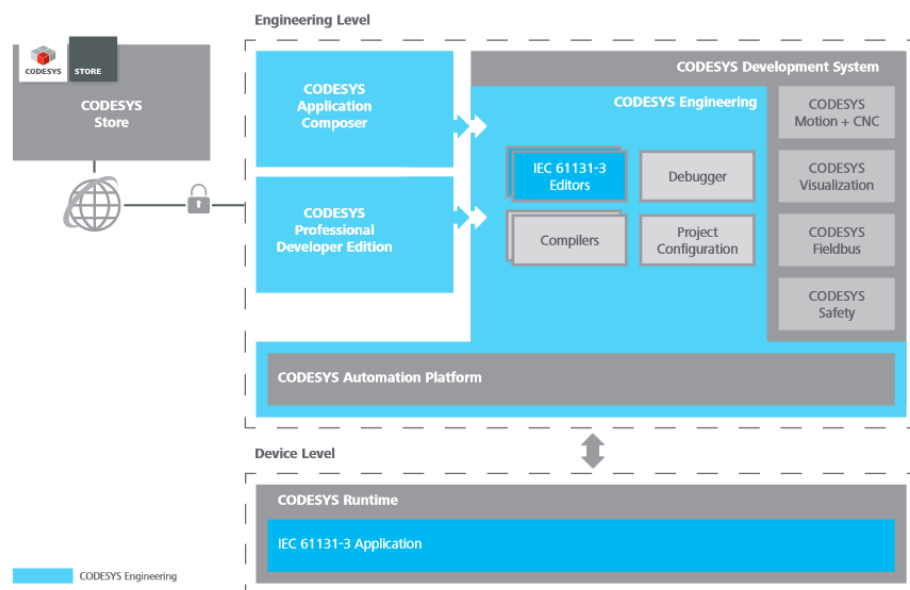 Engineering Level
CODESYS
STORE
CODESYS
Store
CODESYS
Application
Composer
CODESYS
Professional
Developer Edition
CODESYS Development System
CODESYS Engineering
IEC 61131-3
Editors
Debugger
Compilers
Project
Configuration
CODESYS
Motion + CNC
CODESYS
Visualization
CODESYS
Fieldbus
CODESYS
Safety
CODESYS Automation Platform
Device Level
CODESYS Runtime
IEC 61131-3 Application
CODESYS Engineering